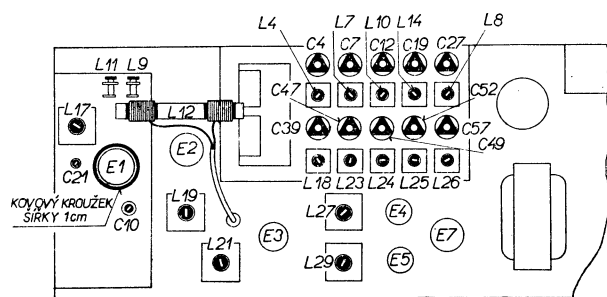 L7 L10 L14 L8
L4 C4 C7 C12 C19 C27
L11 L9
C47 C52
L17 L12
C39 C57
E2 C49
E1
C21 L18 L23 L24 L25 L26
KOVOVÝ KROUŽEK
ŠÍŘKY 1cm
L19 L27 E4
C10
E3 E7
L21 L29 E5